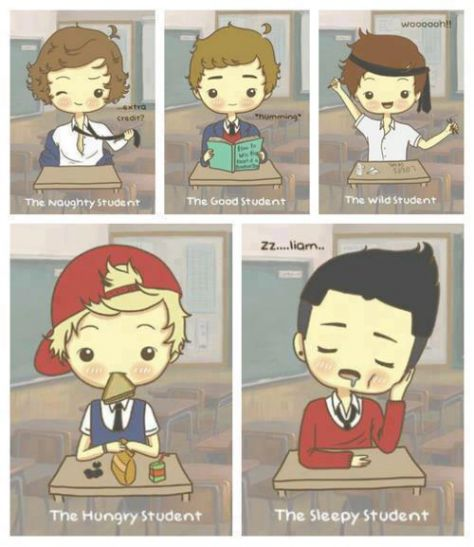 ...extra
credit?
The Naughty Student
*humming*
How to
The Good Student
woooooh!!
The Wild Student
The Hungry Student
Zz....liam..
The Sleepy Student